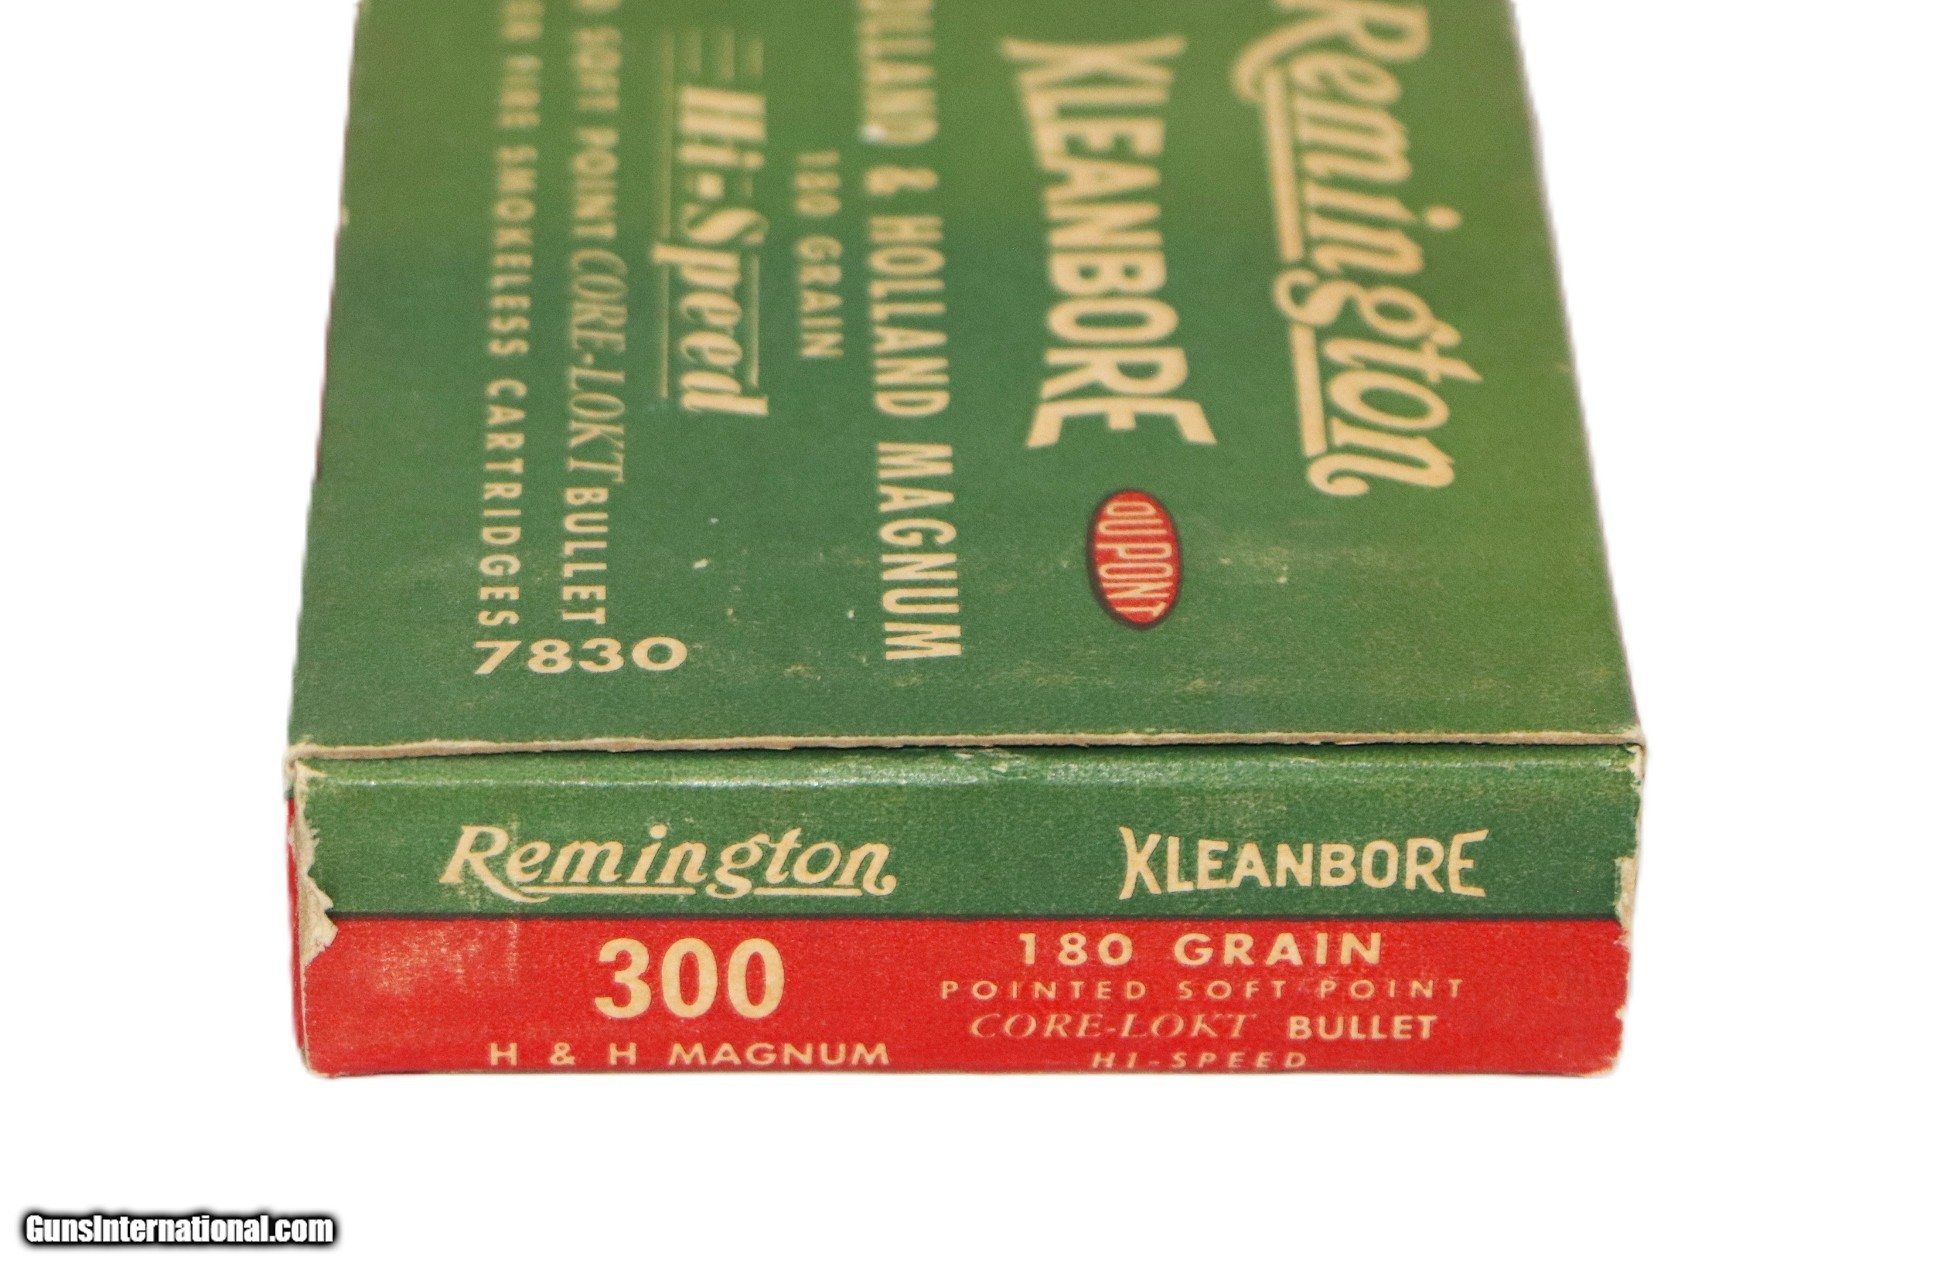 Remington
KLEANBORE
DUPONT
& HOLLAND MAGNUM
180 GRAIN
Hi-Speed
SOFT POINT CORE-LOKT BULLET
FIRE SMOKELESS CARTRIDGES
7830
Remington KLEANBORE
300
H & H MAGNUM
180 GRAIN
POINTED SOFT POINT
CORE-LOKT BULLET
HI-SPEED
GunsInternational.com